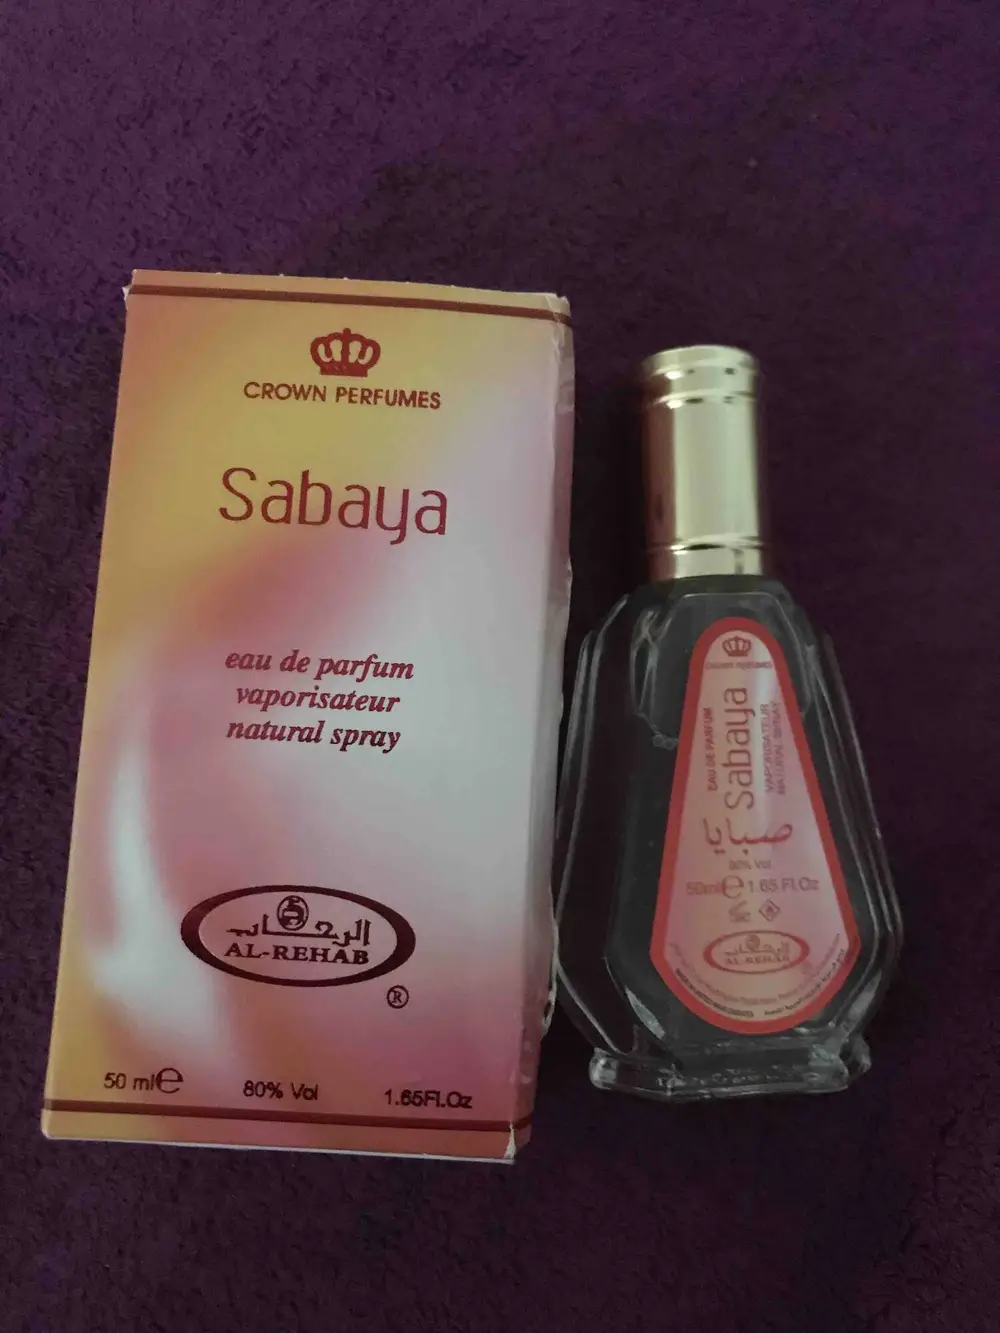 CROWN PERFUMES
Sabaya
eau de parfum
vaporisateur
natural spray
الرحاب
AL-REHAB
®
50 ml e
80% Vol
1.65Fl.Oz
CROWN PERFUMES
EAU DE PARFUM
Sabaya
VAPORISATEUR
NATURAL SPRAY
صبايا
80% Vol
50ml e 1.65 Fl.Oz
الرحاب
AL-REHAB